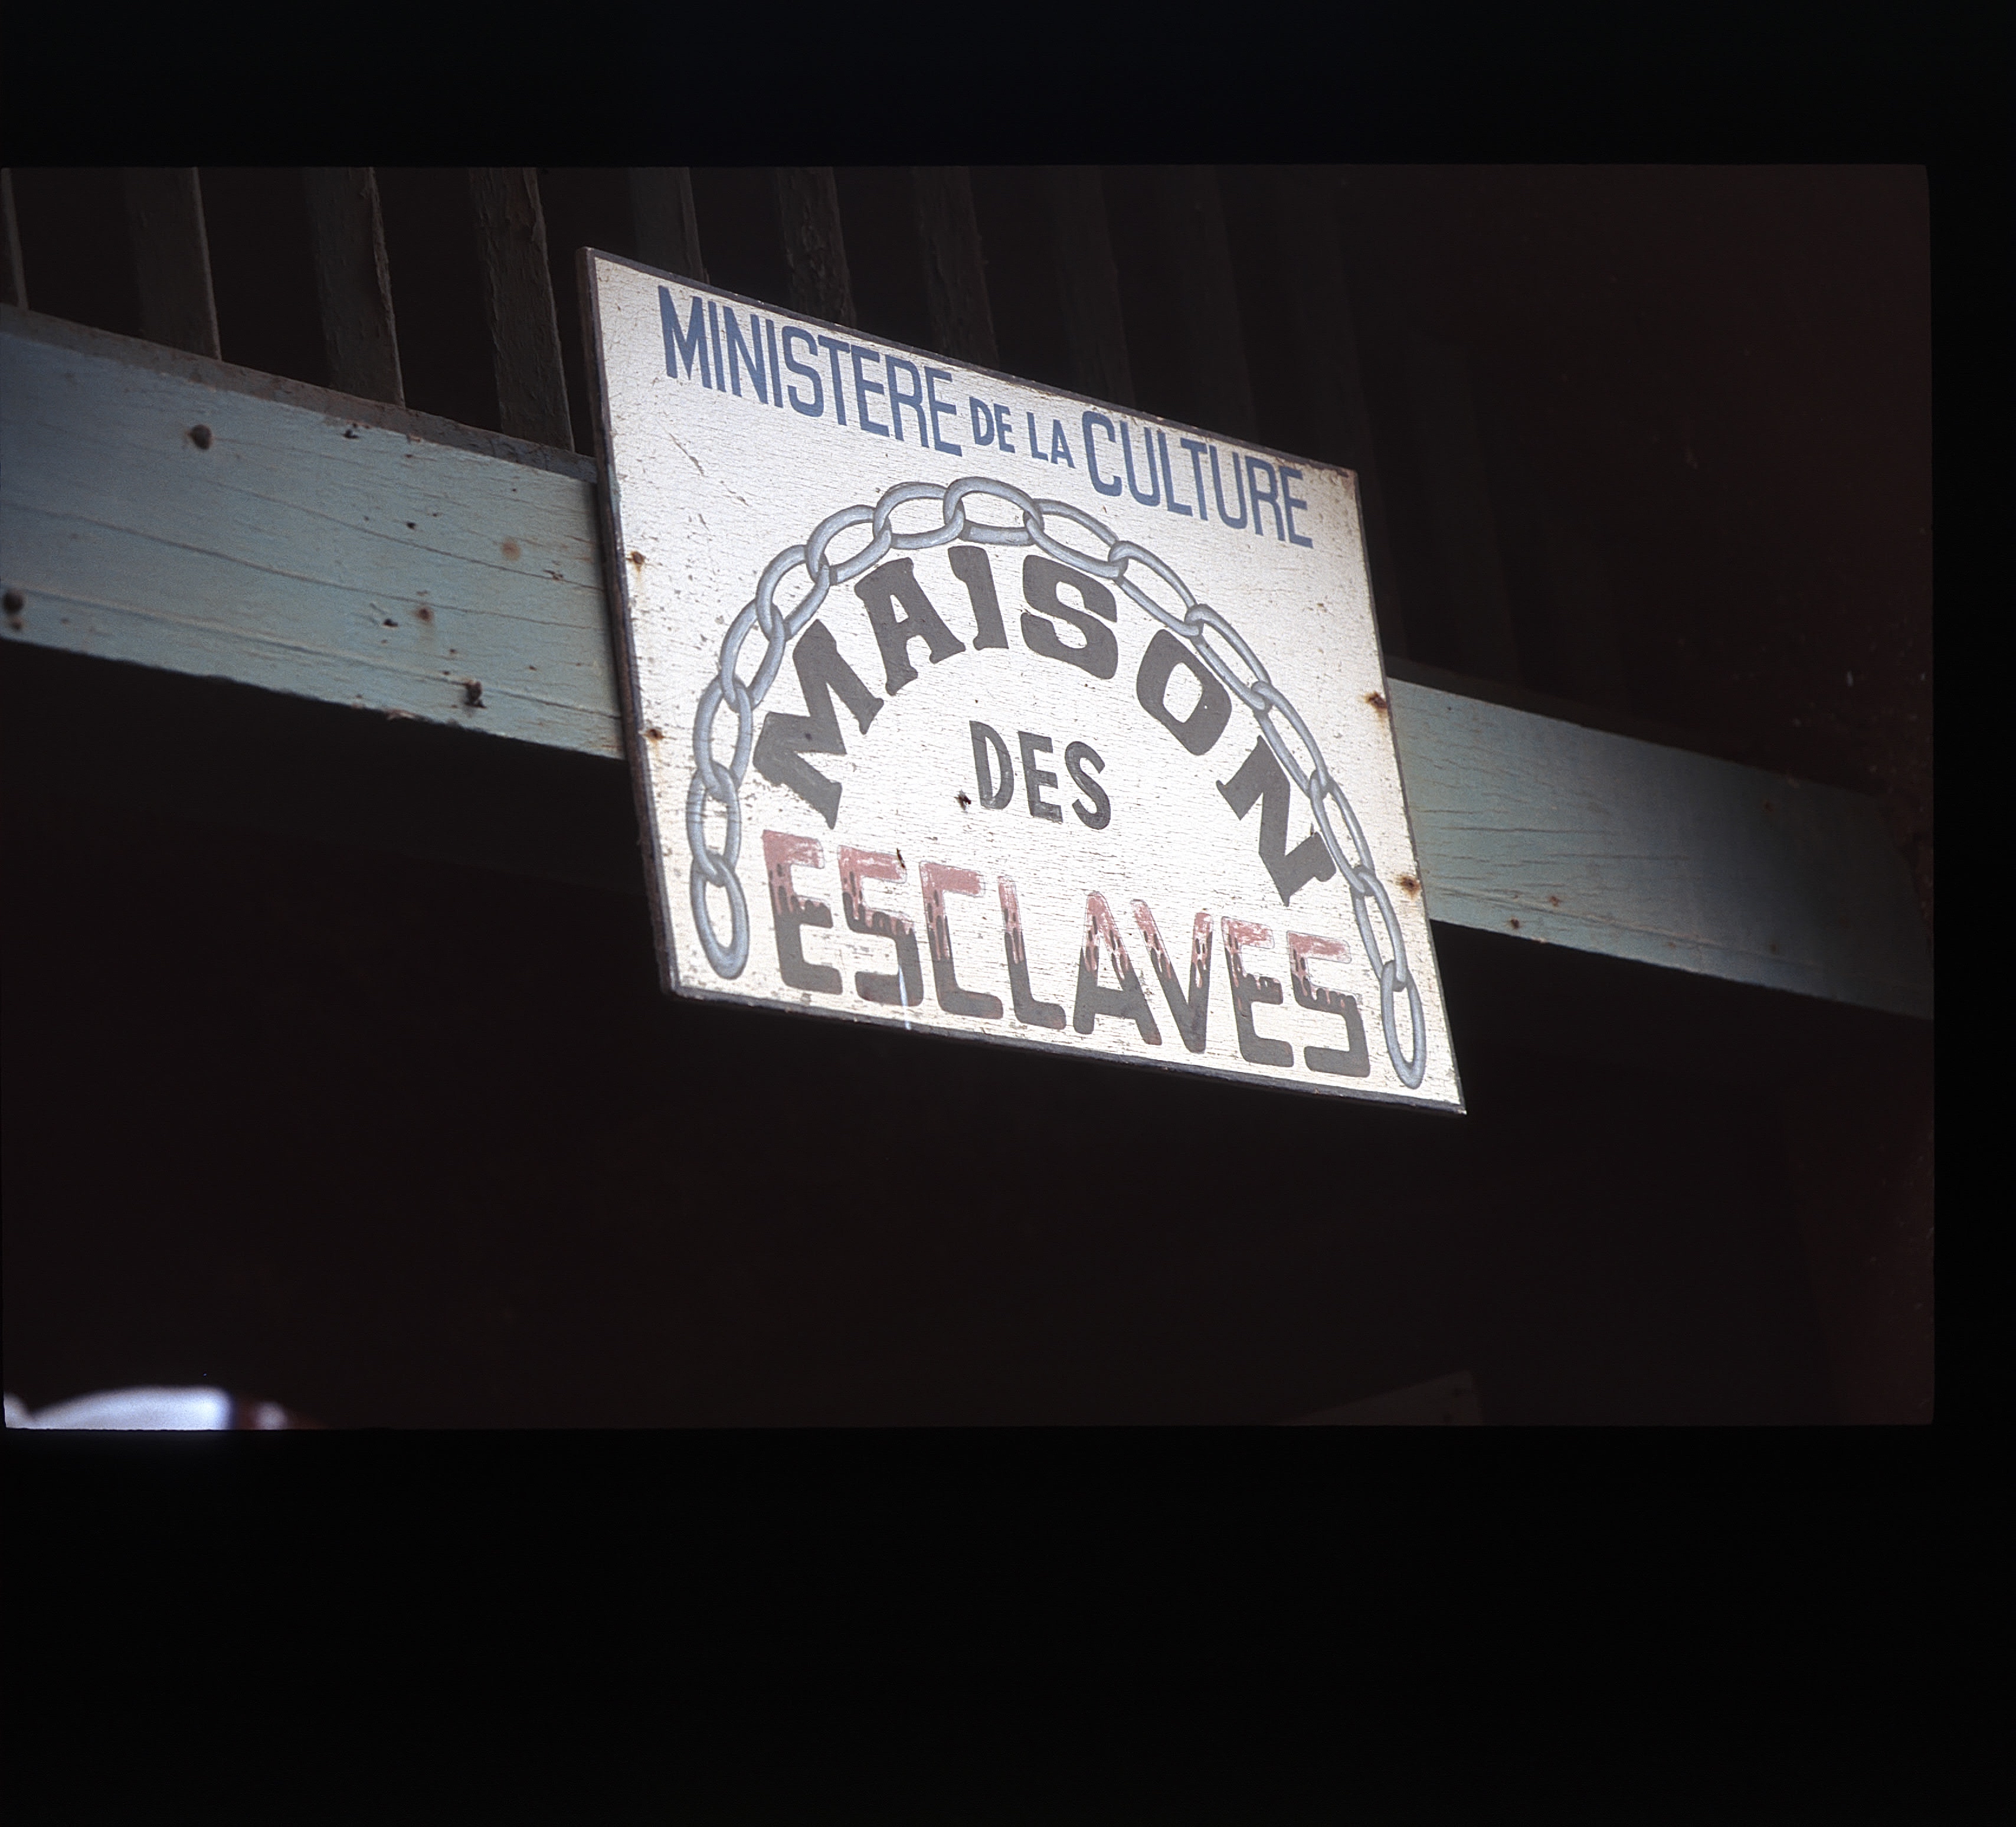 MINISTERE DE LA CULTURE
MAISON
DES
ESCLAVES